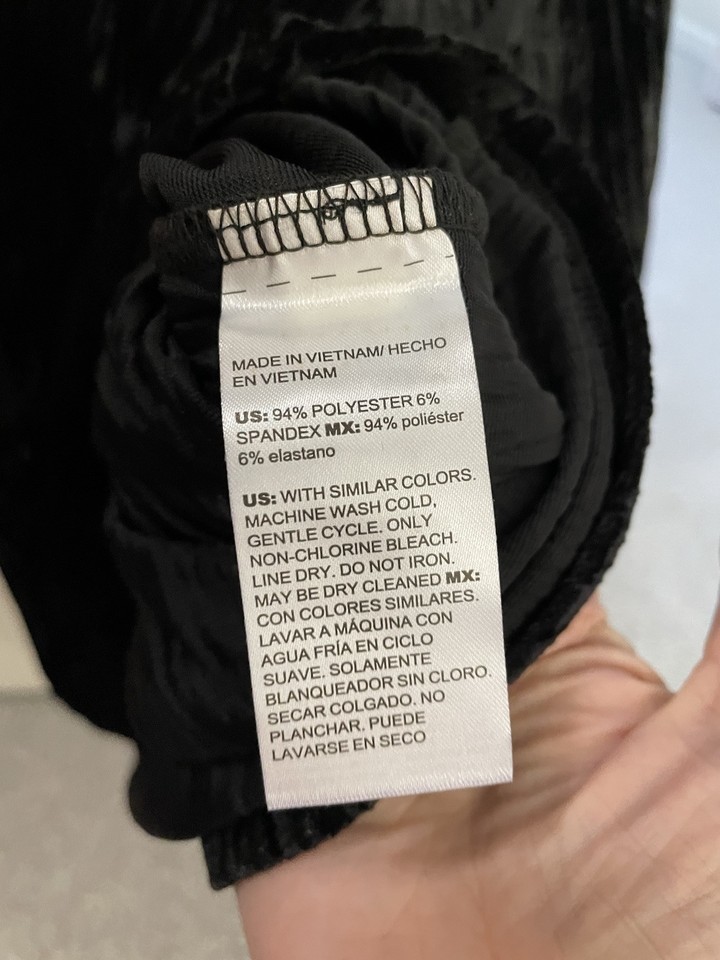 MADE IN VIETNAM/ HECHO
EN VIETNAM
US: 94% POLYESTER 6%
SPANDEX MX: 94% poliéster
6% elastano
US: WITH SIMILAR COLORS.
MACHINE WASH COLD,
GENTLE CYCLE. ONLY
NON-CHLORINE BLEACH.
LINE DRY. DO NOT IRON.
MAY BE DRY CLEANED MX:
CON COLORES SIMILARES.
LAVAR A MÁQUINA CON
AGUA FRÍA EN CICLO
SUAVE. SOLAMENTE
BLANQUEADOR SIN CLORO.
SECAR COLGADO. NO
PLANCHAR. PUEDE
LAVARSE EN SECO